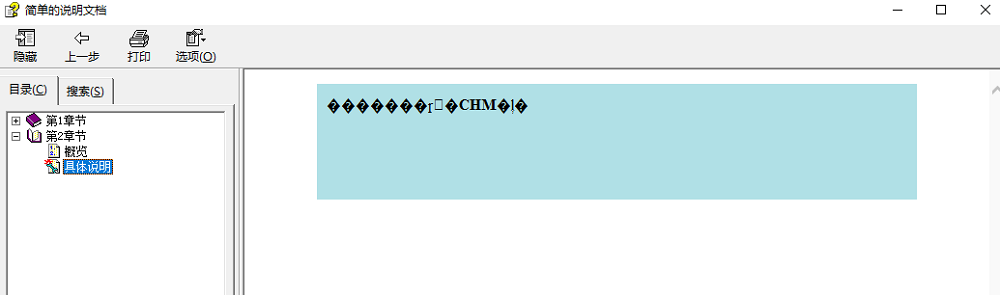 简单的说明文档
隐藏 上一步 打印 选项(O)
目录(C) 搜索(S)
第1章节
第2章节
概览
具体说明
�������ɼ򵥵�CHM�ļ�